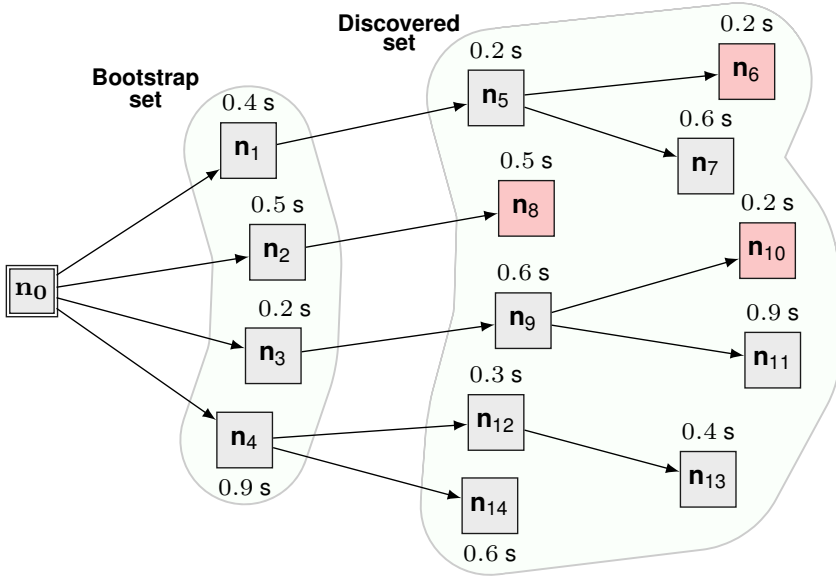 Discovered
set
Bootstrap
set
0.2 s
n6
0.2 s
n5
0.4 s
n1
0.6 s
n7
0.5 s
n8
0.5 s
n2
0.2 s
n10
n0
0.2 s
n3
0.6 s
n9
0.9 s
n11
0.3 s
n12
n4
0.9 s
0.4 s
n13
n14
0.6 s